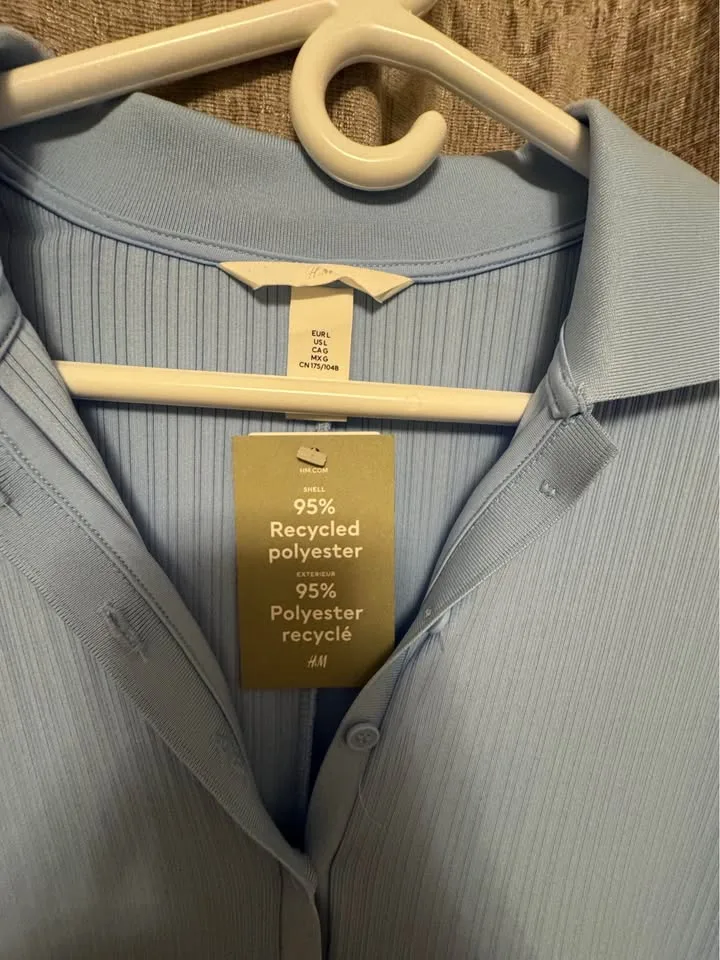 H&M
EUR L
US L
CA G
MX G
CN 175/104B
HM.COM
SHELL
95%
Recycled
polyester
EXTERIEUR
95%
Polyester
recyclé
H&M